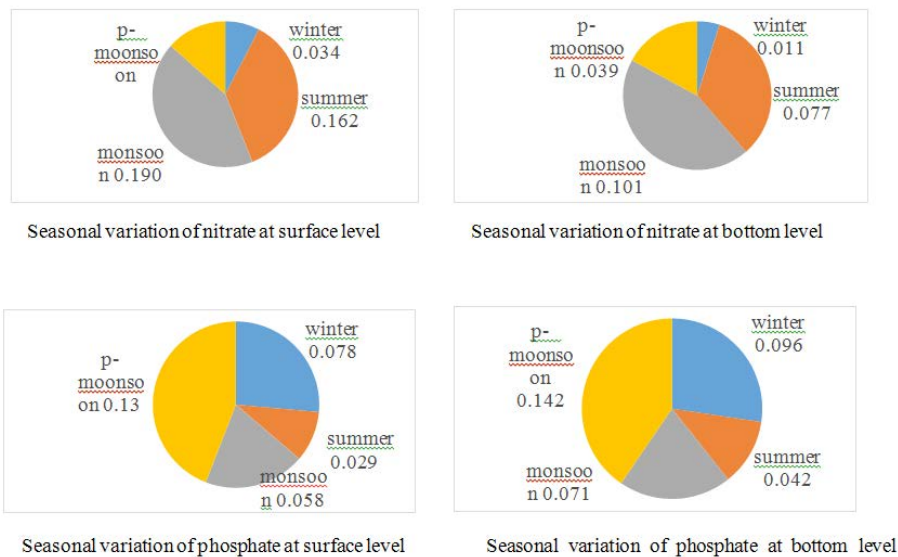 winter
0.034
summer
0.162
monsoo
n 0.190
p-
moonso
on
Seasonal variation of nitrate at surface level
winter
0.011
summer
0.077
monsoo
n 0.101
p-
moonsoo
n 0.039
Seasonal variation of nitrate at bottom level
winter
0.078
summer
0.029
monsoo
n 0.058
p-
moonso
on 0.13
Seasonal variation of phosphate at surface level
winter
0.096
summer
0.042
monsoo
n 0.071
p-
moonso
on
0.142
Seasonal variation of phosphate at bottom level